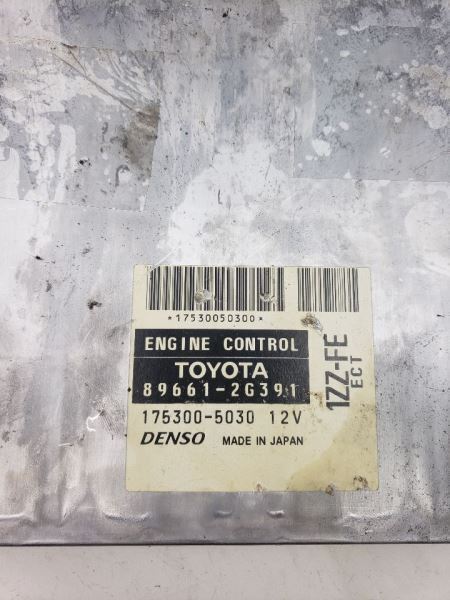 *17530050300*
ENGINE CONTROL
TOYOTA
89661-2G391
175300-5030 12V
DENSO MADE IN JAPAN
1ZZ-FE
ECT